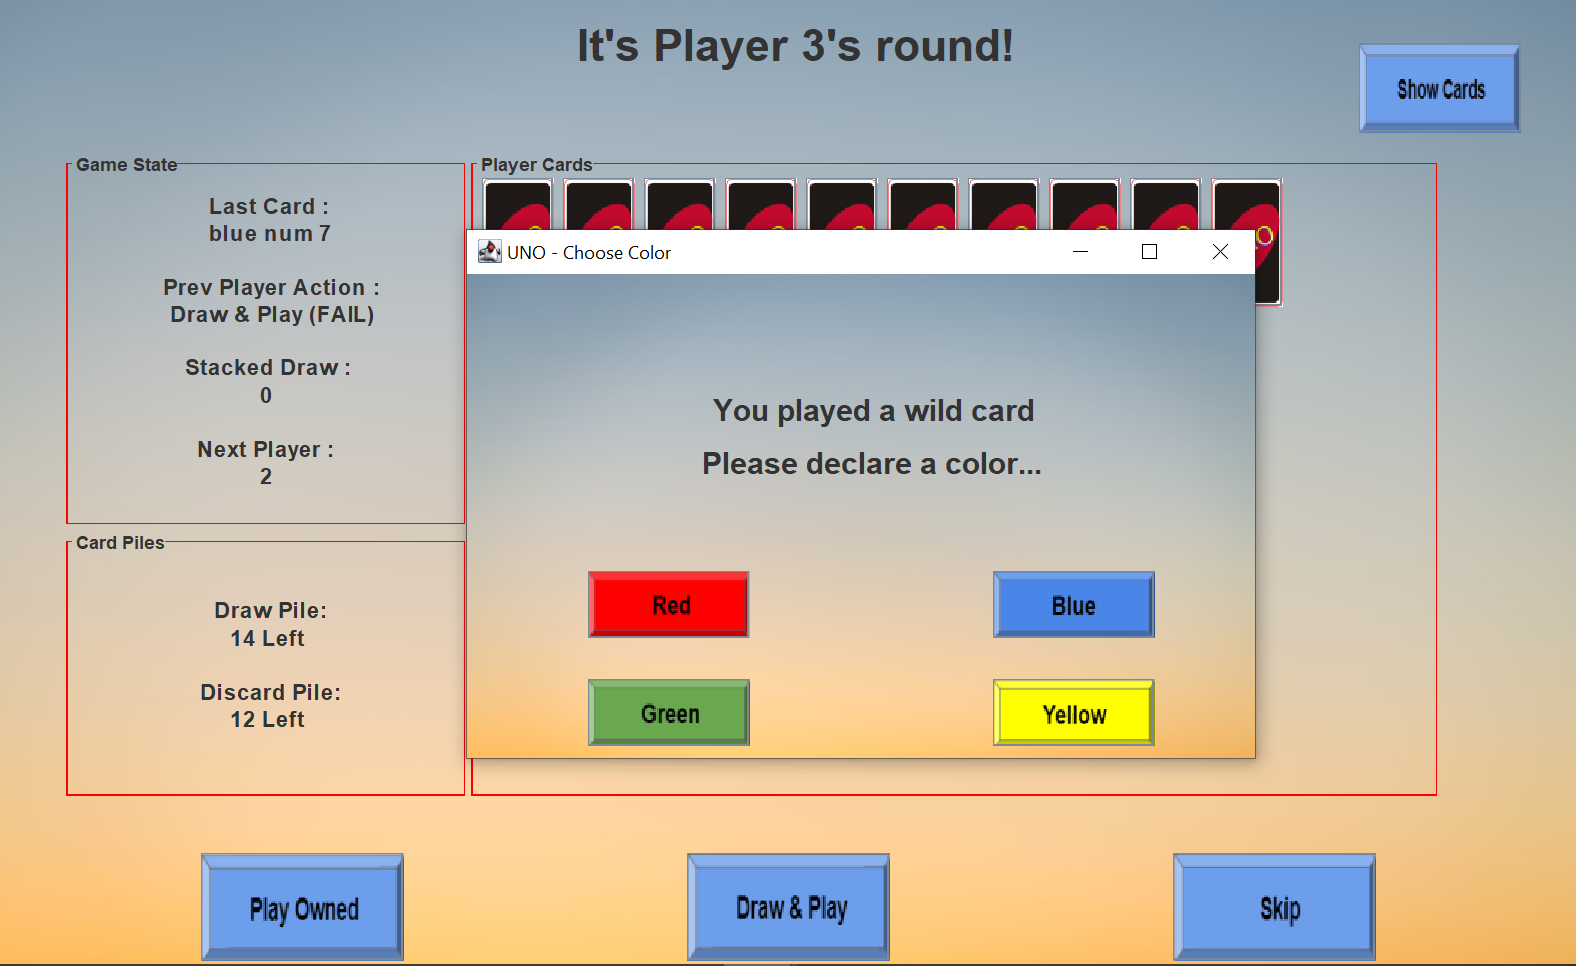 It's Player 3's round!
Show Cards
Game State
Last Card :
blue num 7
Prev Player Action :
Draw & Play (FAIL)
Stacked Draw :
0
Next Player :
2
Card Piles
Draw Pile:
14 Left
Discard Pile:
12 Left
Player Cards
UNO - Choose Color
You played a wild card
Please declare a color...
Red
Blue
Green
Yellow
Play Owned
Draw & Play
Skip